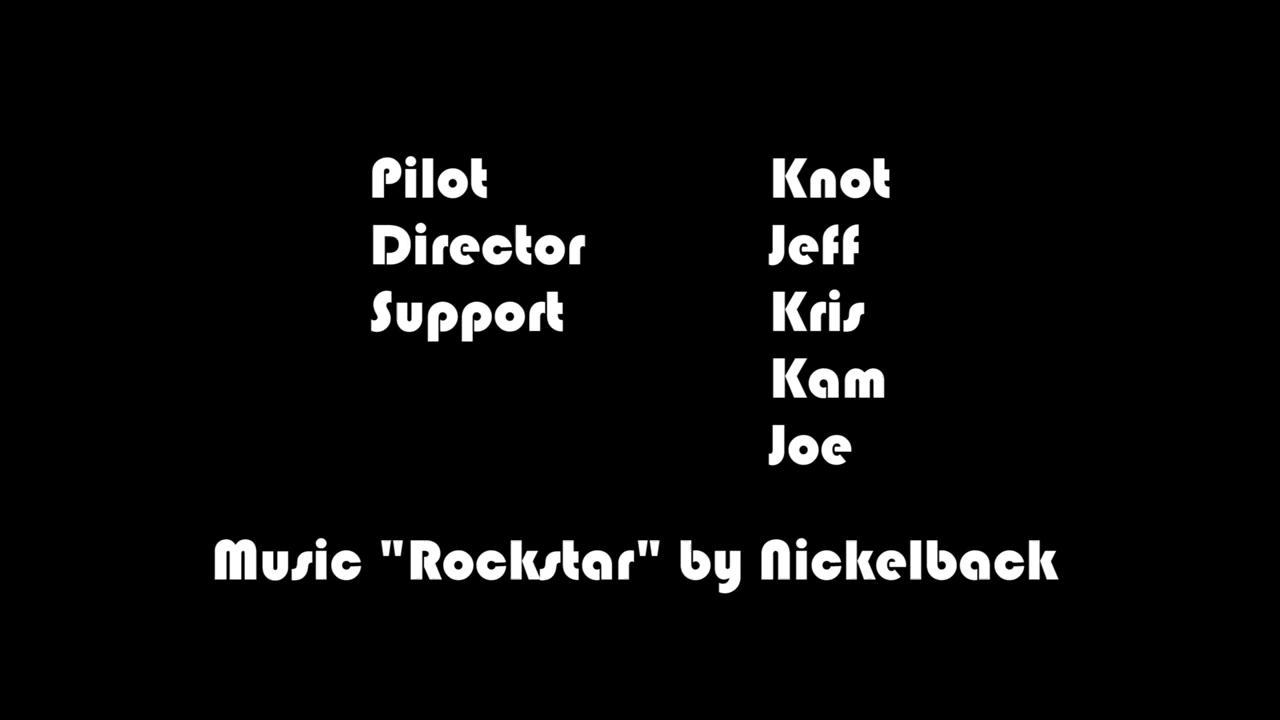 Pilot Knot
Director Jeff
Support Kris
Kam
Joe
Music "Rockstar" by Nickelback